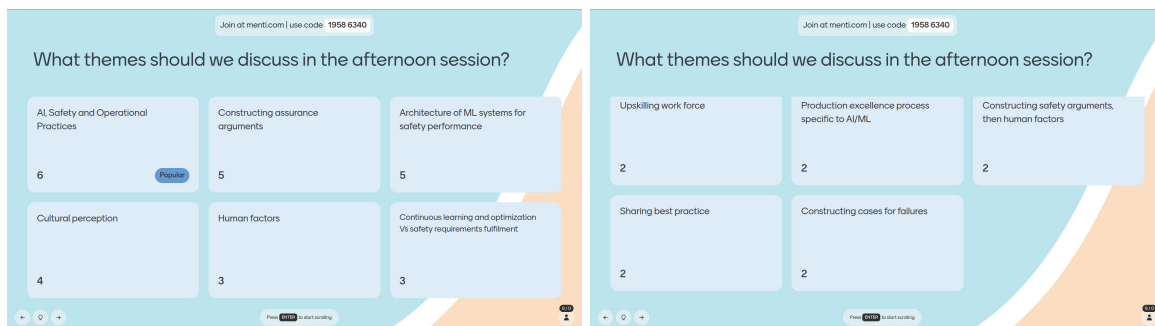 Join at menti.com | use code 1958 6340
What themes should we discuss in the afternoon session?
AI, Safety and Operational
Practices
6
Popular
Constructing assurance
arguments
5
Architecture of ML systems for
safety performance
5
Cultural perception
4
Human factors
3
Continuous learning and optimization
Vs safety requirements fulfilment
3
Press ENTER to start scrolling
0 / 0
Join at menti.com | use code 1958 6340
What themes should we discuss in the afternoon session?
Upskilling work force
2
Production excellence process
specific to AI/ML
2
Constructing safety arguments,
then human factors
2
Sharing best practice
2
Constructing cases for failures
2
Press ENTER to start scrolling
0 / 0